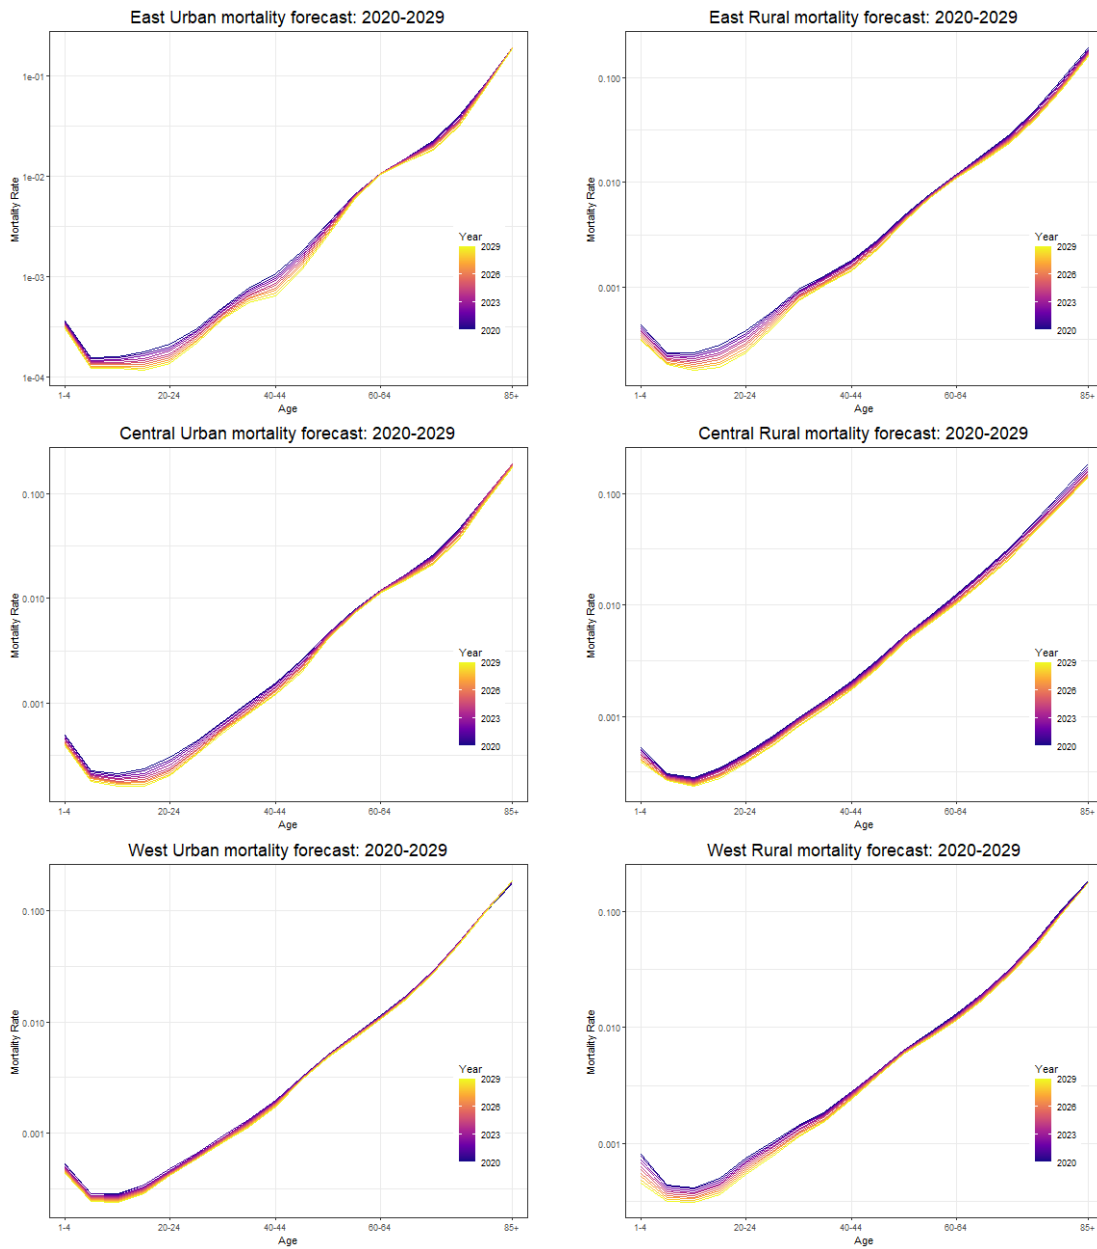 East Urban mortality forecast: 2020-2029
Mortality Rate
1e-01
1e-02
1e-03
1e-04
Year
2029
2026
2023
2020
1-4
20-24
40-44
60-64
85+
Age
East Rural mortality forecast: 2020-2029
Mortality Rate
0.100
0.010
0.001
Year
2029
2026
2023
2020
1-4
20-24
40-44
60-64
85+
Age
Central Urban mortality forecast: 2020-2029
Mortality Rate
0.100
0.010
0.001
Year
2029
2026
2023
2020
1-4
20-24
40-44
60-64
85+
Age
Central Rural mortality forecast: 2020-2029
Mortality Rate
0.100
0.010
0.001
Year
2029
2026
2023
2020
1-4
20-24
40-44
60-64
85+
Age
West Urban mortality forecast: 2020-2029
Mortality Rate
0.100
0.010
0.001
Year
2029
2026
2023
2020
1-4
20-24
40-44
60-64
85+
Age
West Rural mortality forecast: 2020-2029
Mortality Rate
0.100
0.010
0.001
Year
2029
2026
2023
2020
1-4
20-24
40-44
60-64
85+
Age